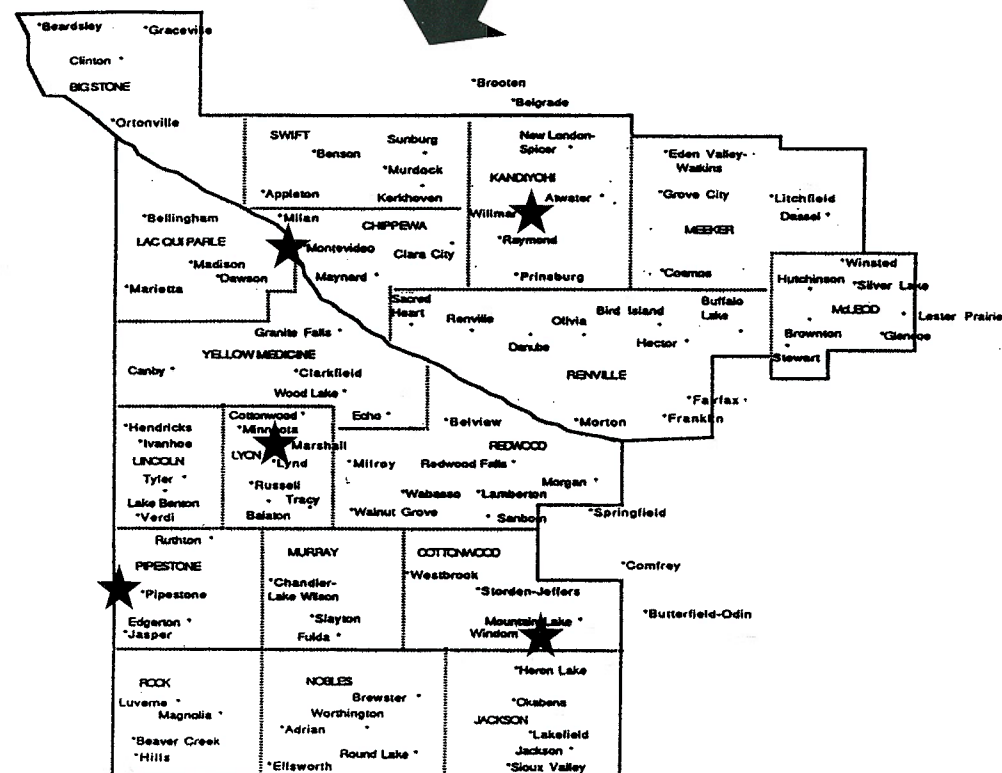 Beardsley
Graceville
Clinton
BIG STONE
Ortonville
Brooten
Belgrade
SWIFT
Benson
Sunburg
Murdock
Appleton
Kerkhoven
New London-
Spicer
KANDIYOHI
Atwater
Willmar
Raymond
Prinsburg
Eden Valley-
Watkins
Grove City
Litchfield
Dassel
MEEKER
Cosmos
Bellingham
LAC QUI PARLE
Madison
Dawson
Marietta
Milan
CHIPPEWA
Montevideo
Clara City
Maynard
Winsted
Hutchinson
Silver Lake
McLEOD
Lester Prairie
Brownton
Glencoe
Stewart
Sacred
Heart
Renville
Danube
Olivia
Bird Island
Buffalo
Lake
Hector
RENVILLE
Fairfax
Franklin
Morton
Granite Falls
YELLOW MEDICINE
Canby
Clarkfield
Wood Lake
Echo
Belview
Hendricks
Ivanhoe
LINCOLN
Tyler
Lake Benton
Verdi
Cottonwood
Minneota
Marshall
LYON
Lynd
Russell
Tracy
Balaton
REDWOOD
Milroy
Redwood Falls
Morgan
Wabasso
Lamberton
Walnut Grove
Sanborn
Springfield
Ruthton
PIPESTONE
Pipestone
Edgerton
Jasper
MURRAY
Chandler-
Lake Wilson
Slayton
Fulda
COTTONWOOD
Westbrook
Storden-Jeffers
Mountain Lake
Windom
Comfrey
Butterfield-Odin
ROCK
Luverne
Magnolia
Beaver Creek
Hills
NOBLES
Brewster
Worthington
Adrian
Round Lake
Ellsworth
Heron Lake
Okabena
JACKSON
Lakefield
Jackson
Sioux Valley